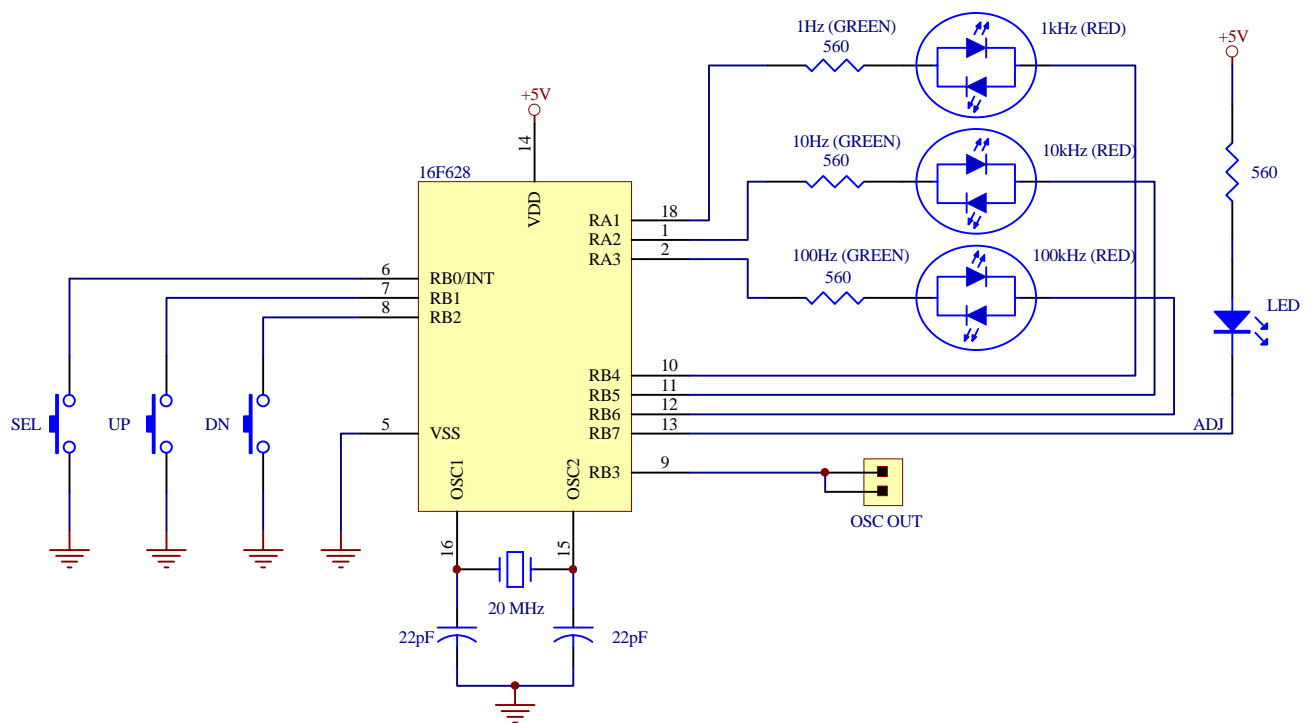 1Hz (GREEN)
1kHz (RED)
560
+5V
+5V
14
16F628
VDD
10Hz (GREEN)
10kHz (RED)
560
560
RA1
18
RA2
1
RA3
2
100Hz (GREEN)
100kHz (RED)
560
6
RB0/INT
7
RB1
8
RB2
LED
RB4
10
RB5
11
RB6
12
RB7
13
ADJ
SEL
UP
DN
5
VSS
OSC1
OSC2
RB3
9
OSC OUT
16
15
20 MHz
22pF
22pF